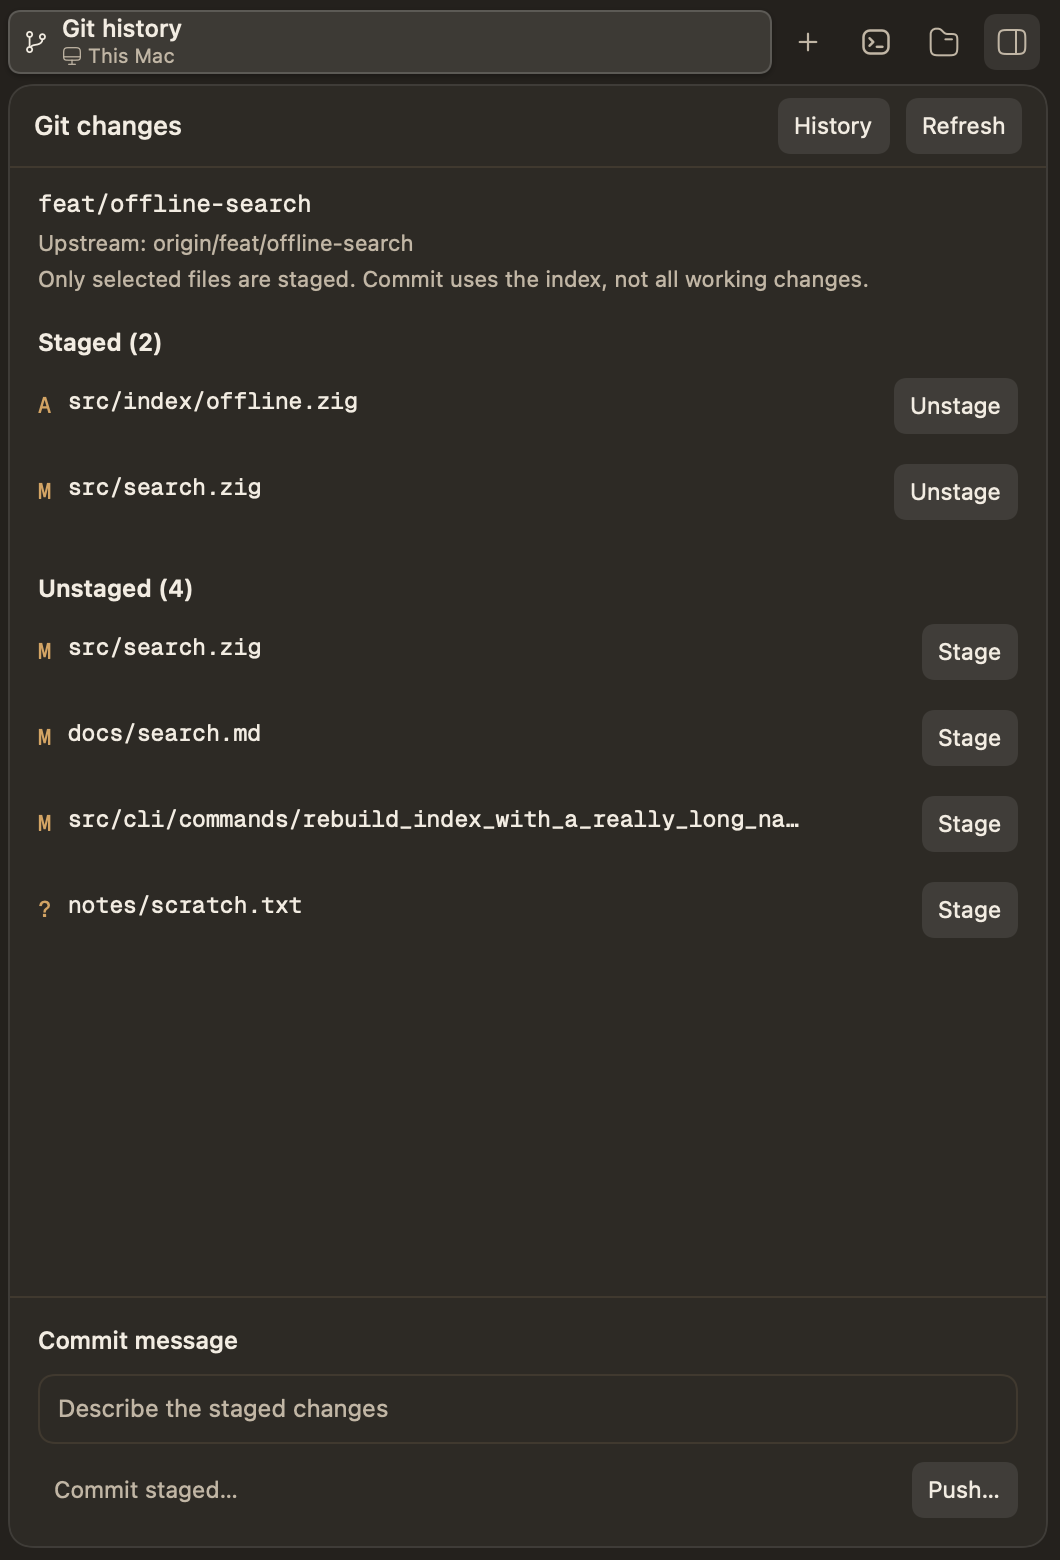 Git history
This Mac
Git changes
History
Refresh
feat/offline-search
Upstream: origin/feat/offline-search
Only selected files are staged. Commit uses the index, not all working changes.
Staged (2)
A src/index/offline.zig
Unstage
M src/search.zig
Unstage
Unstaged (4)
M src/search.zig
Stage
M docs/search.md
Stage
M src/cli/commands/rebuild_index_with_a_really_long_na…
Stage
? notes/scratch.txt
Stage
Commit message
Describe the staged changes
Commit staged...
Push...